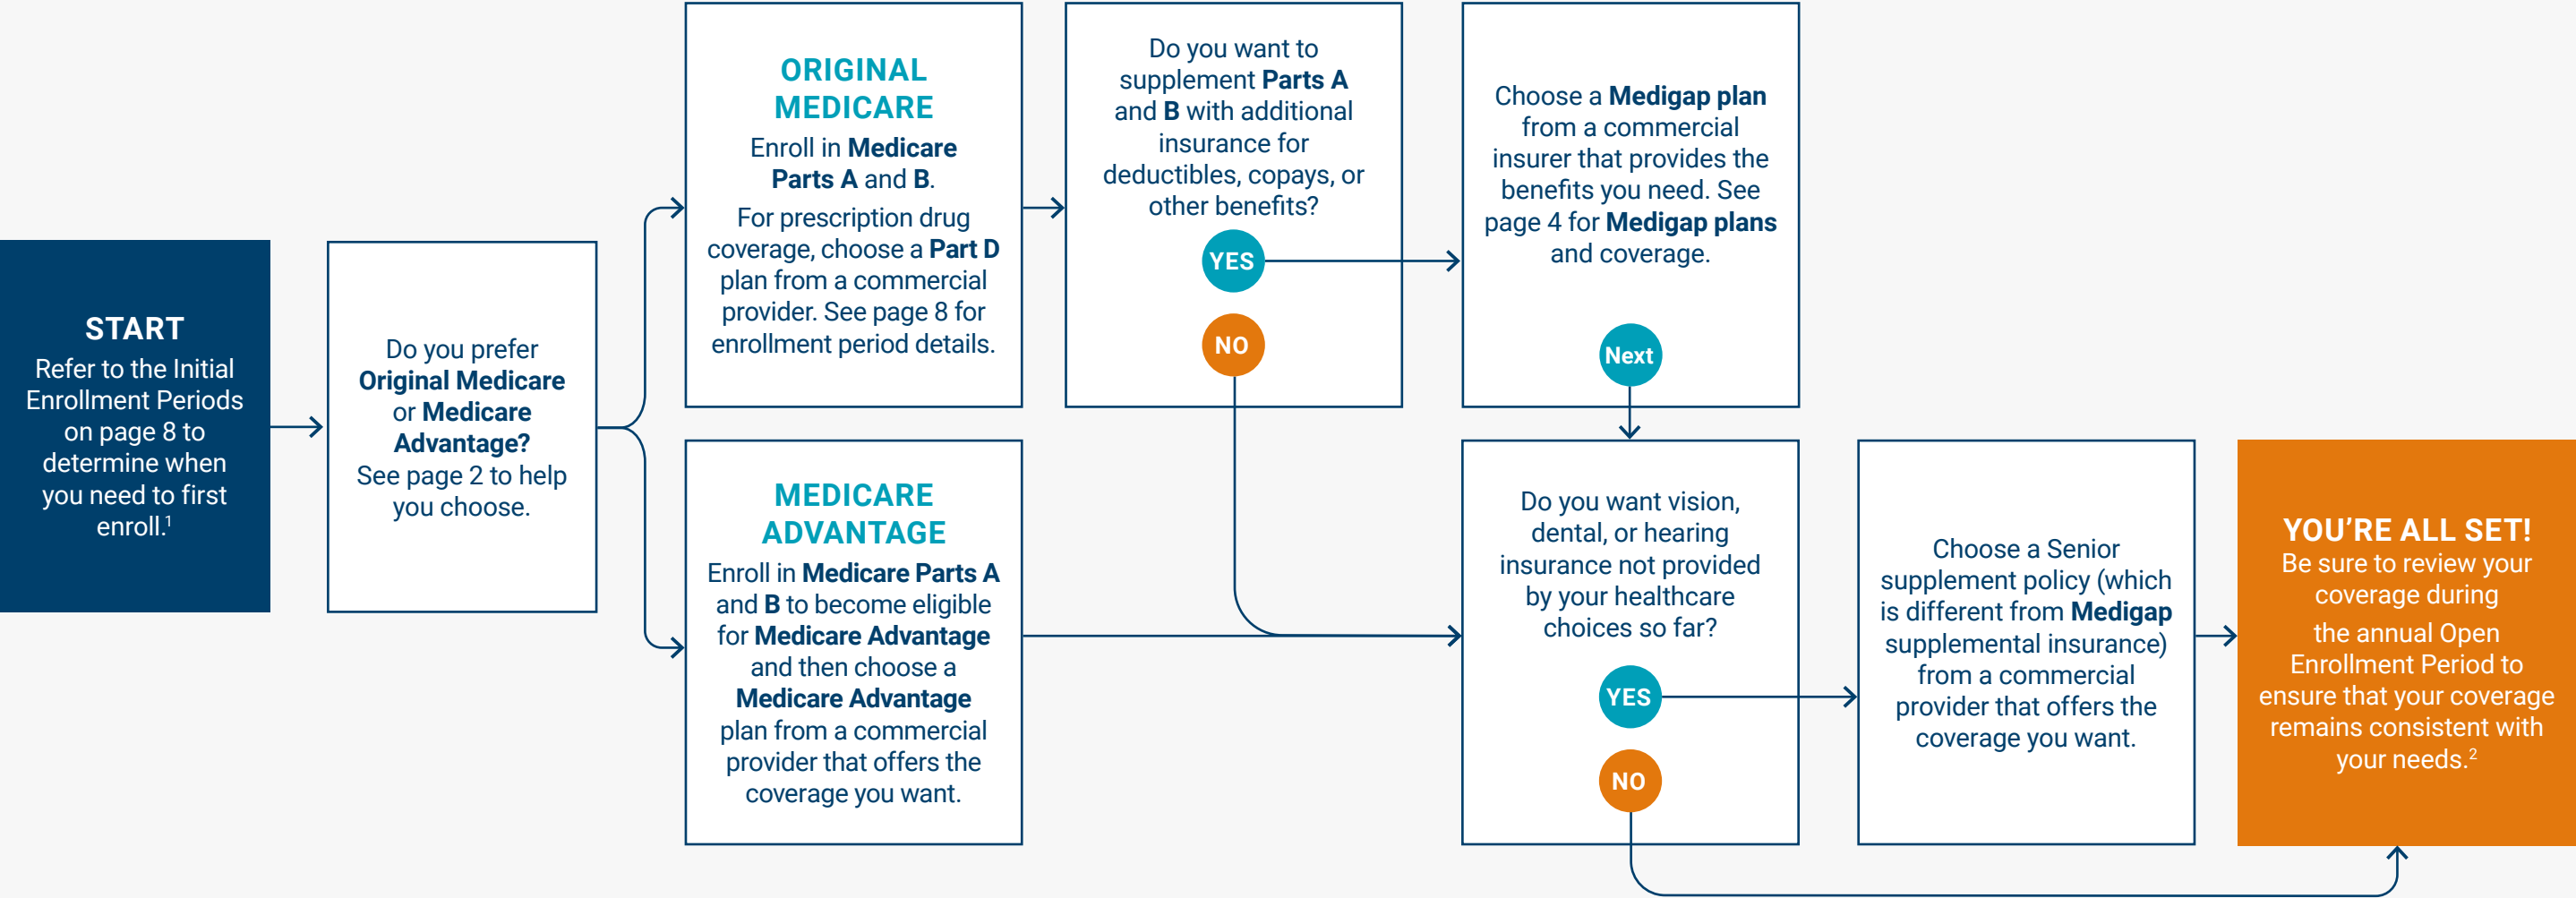 START
Refer to the Initial
Enrollment Periods
on page 8 to
determine when
you need to first
enroll.1
Do you prefer
Original Medicare
or Medicare
Advantage?
See page 2 to help
you choose.
ORIGINAL
MEDICARE
Enroll in Medicare
Parts A and B.
For prescription drug
coverage, choose a Part D
plan from a commercial
provider. See page 8 for
enrollment period details.
MEDICARE
ADVANTAGE
Enroll in Medicare Parts A
and B to become eligible
for Medicare Advantage
and then choose a
Medicare Advantage
plan from a commercial
provider that offers the
coverage you want.
Do you want to
supplement Parts A
and B with additional
insurance for
deductibles, copays, or
other benefits?
YES
NO
Choose a Medigap plan
from a commercial
insurer that provides the
benefits you need. See
page 4 for Medigap plans
and coverage.
Next
Do you want vision,
dental, or hearing
insurance not provided
by your healthcare
choices so far?
YES
NO
Choose a Senior
supplement policy (which
is different from Medigap
supplemental insurance)
from a commercial
provider that offers the
coverage you want.
YOU’RE ALL SET!
Be sure to review your
coverage during
the annual Open
Enrollment Period to
ensure that your coverage
remains consistent with
your needs.2